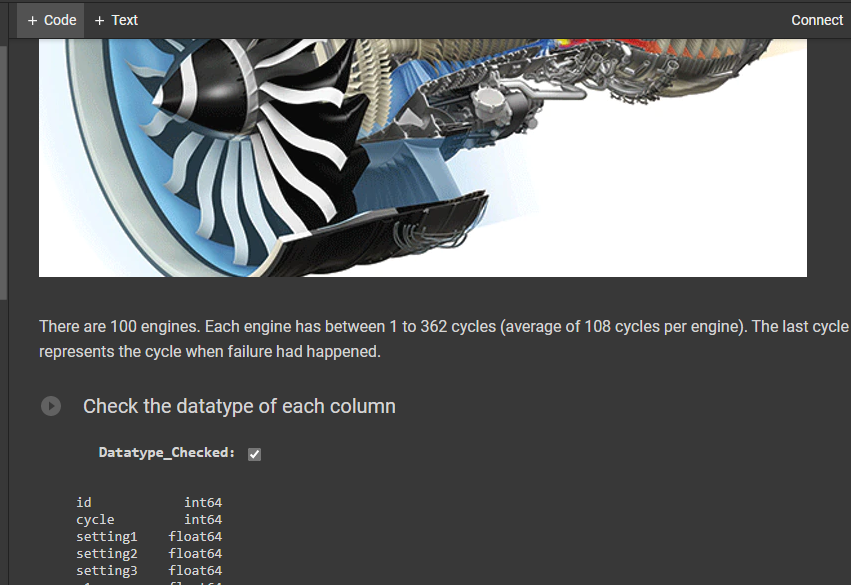 + Code + Text Connect
There are 100 engines. Each engine has between 1 to 362 cycles (average of 108 cycles per engine). The last cycle
represents the cycle when failure had happened.
Check the datatype of each column
Datatype_Checked:
id int64
cycle int64
setting1 float64
setting2 float64
setting3 float64